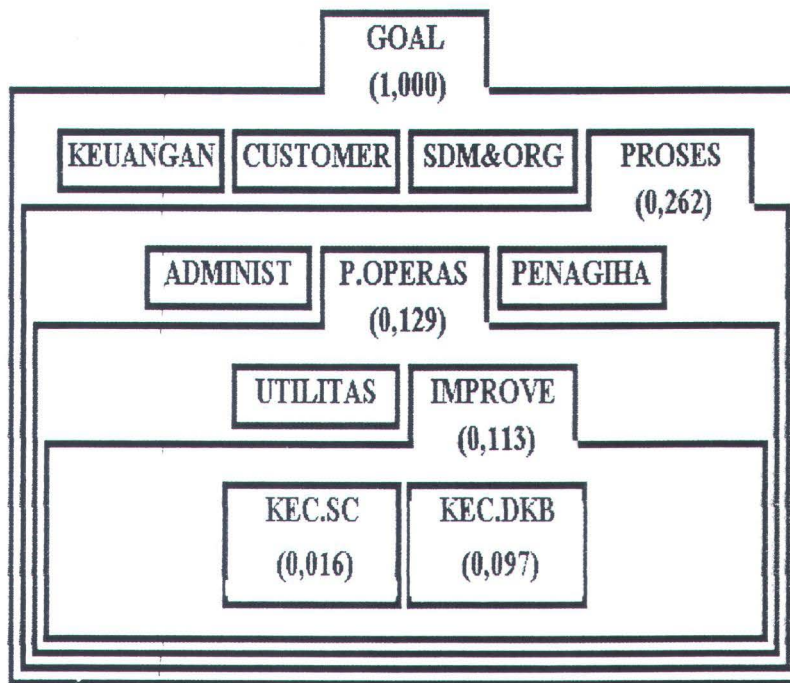 GOAL
(1,000)
KEUANGAN CUSTOMER SDM&ORG PROSES
(0,262)
ADMINIST P.OPERAS PENAGIHA
(0,129)
UTILITAS IMPROVE
(0,113)
KEC.SC KEC.DKB
(0,016) (0,097)